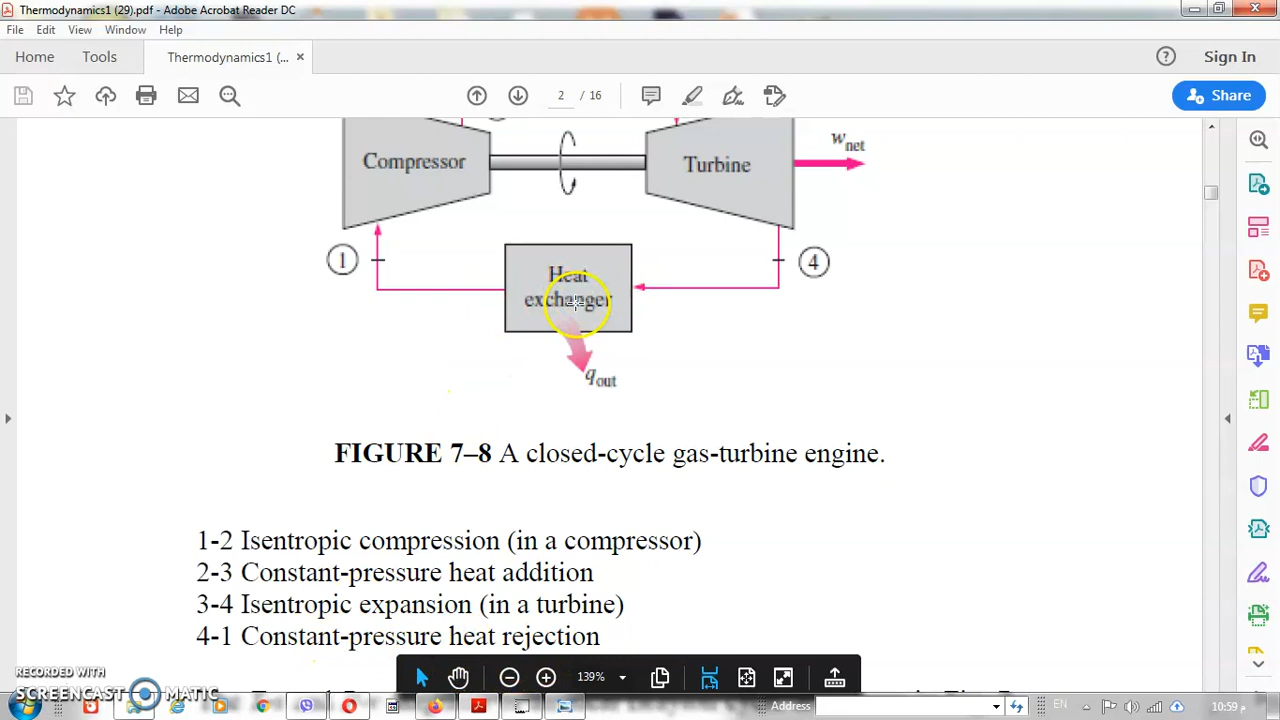 Thermodynamics1 (29).pdf - Adobe Acrobat Reader DC
File Edit View Window Help
Home Tools Thermodynamics1 (... × Sign In
2 / 16 Share
Compressor Turbine w net
1 Heat exchanger 4
q out
FIGURE 7–8 A closed-cycle gas-turbine engine.
1-2 Isentropic compression (in a compressor)
2-3 Constant-pressure heat addition
3-4 Isentropic expansion (in a turbine)
4-1 Constant-pressure heat rejection
139%
RECORDED WITH
SCREENCAST MATIC
Address EN 10:59